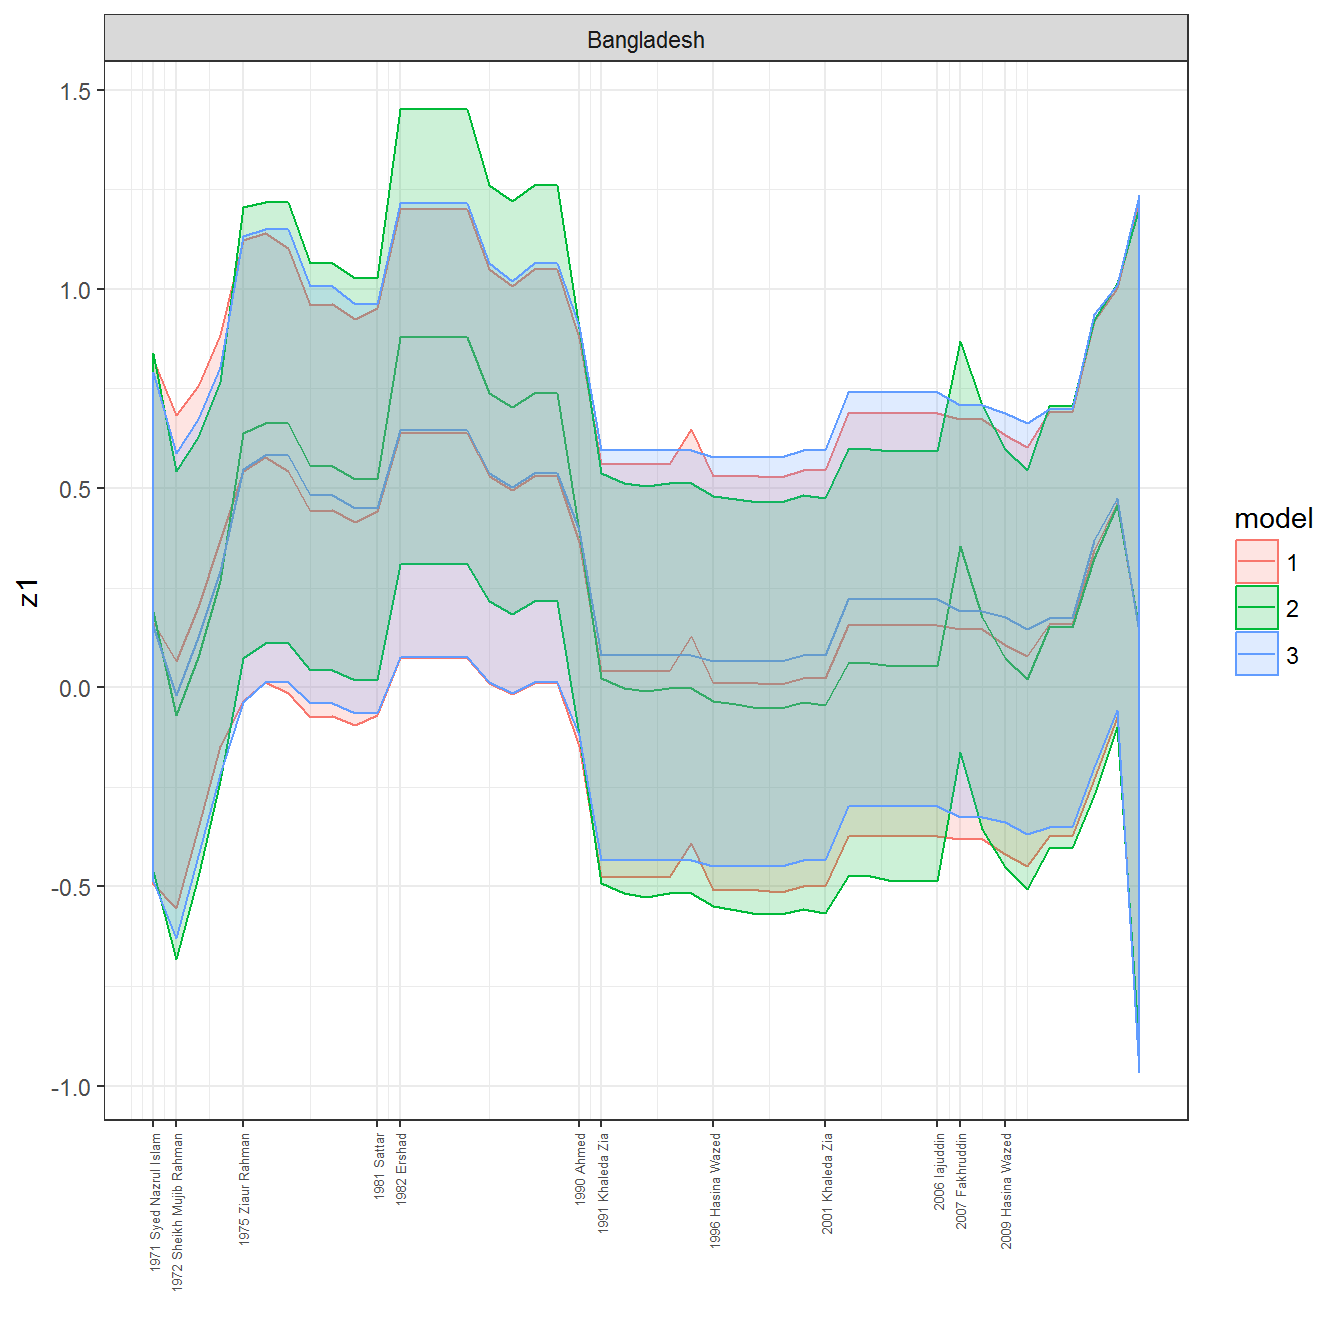 Bangladesh
1.5
1.0
0.5
0.0
-0.5
-1.0
z1
1971 Syed Nazrul Islam
1972 Sheikh Mujib Rahman
1975 Ziaur Rahman
1981 Sattar
1982 Ershad
1990 Ahmed
1991 Khaleda Zia
1996 Hasina Wazed
2001 Khaleda Zia
2006 Iajuddin
2007 Fakhruddin
2009 Hasina Wazed
model
1
2
3